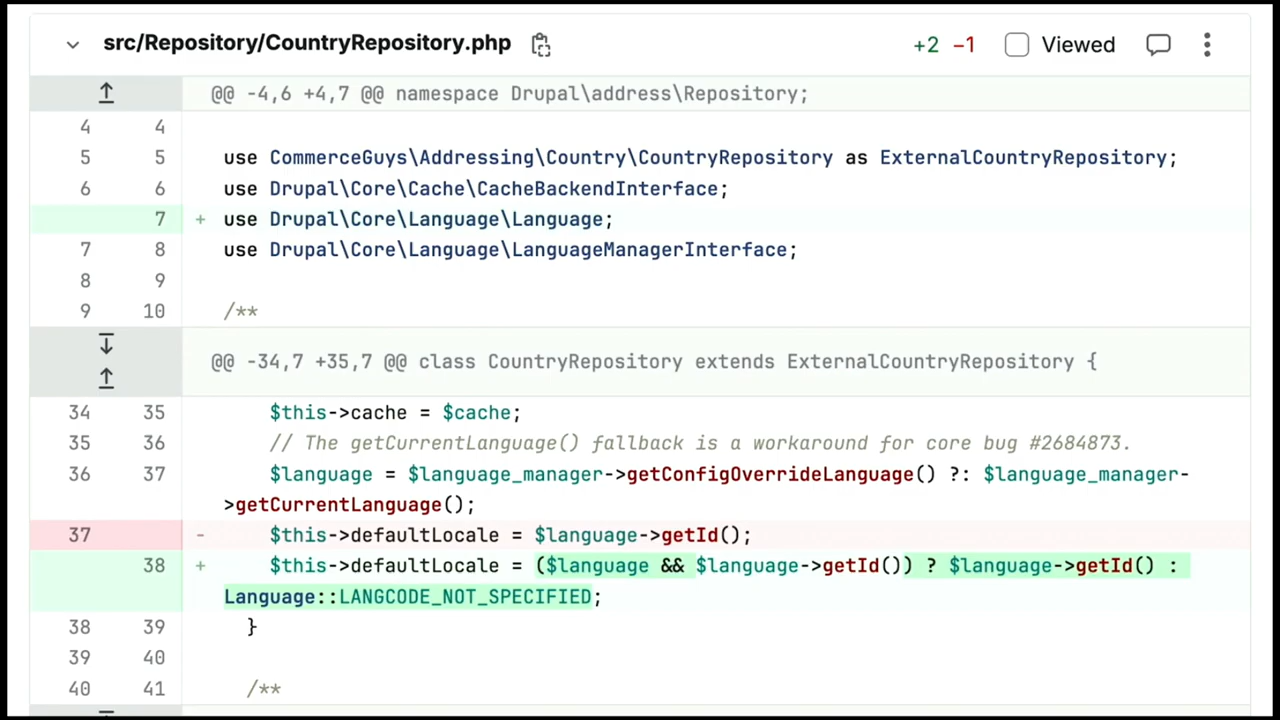 src/Repository/CountryRepository.php +2 −1 Viewed
@@ -4,6 +4,7 @@ namespace Drupal\address\Repository;
4 4
5 5 use CommerceGuys\Addressing\Country\CountryRepository as ExternalCountryRepository;
6 6 use Drupal\Core\Cache\CacheBackendInterface;
7 + use Drupal\Core\Language\Language;
7 8 use Drupal\Core\Language\LanguageManagerInterface;
8 9
9 10 /**
@@ -34,7 +35,7 @@ class CountryRepository extends ExternalCountryRepository {
34 35 $this->cache = $cache;
35 36 // The getCurrentLanguage() fallback is a workaround for core bug #2684873.
36 37 $language = $language_manager->getConfigOverrideLanguage() ?: $language_manager-
>getCurrentLanguage();
37 - $this->defaultLocale = $language->getId();
38 + $this->defaultLocale = ($language && $language->getId()) ? $language->getId() :
Language::LANGCODE_NOT_SPECIFIED;
38 39 }
39 40
40 41 /**